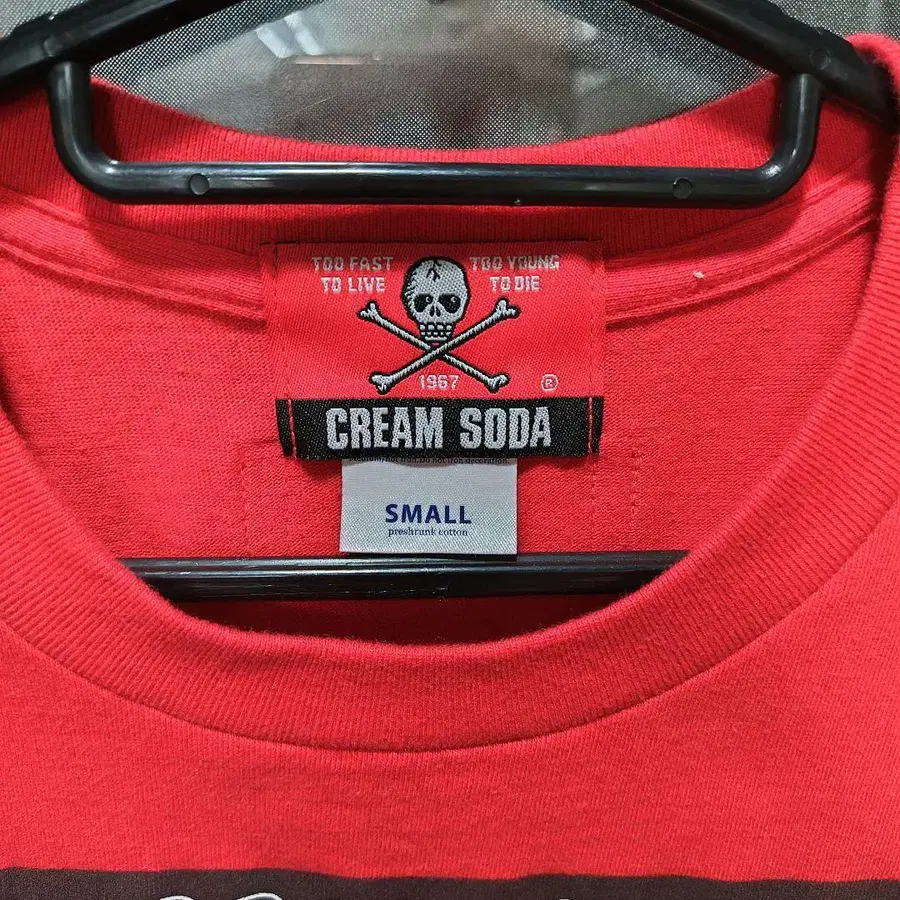 TOO FAST TOO YOUNG
TO LIVE TO DIE
1967 ®
CREAM SODA
SMALL
preshrunk cotton